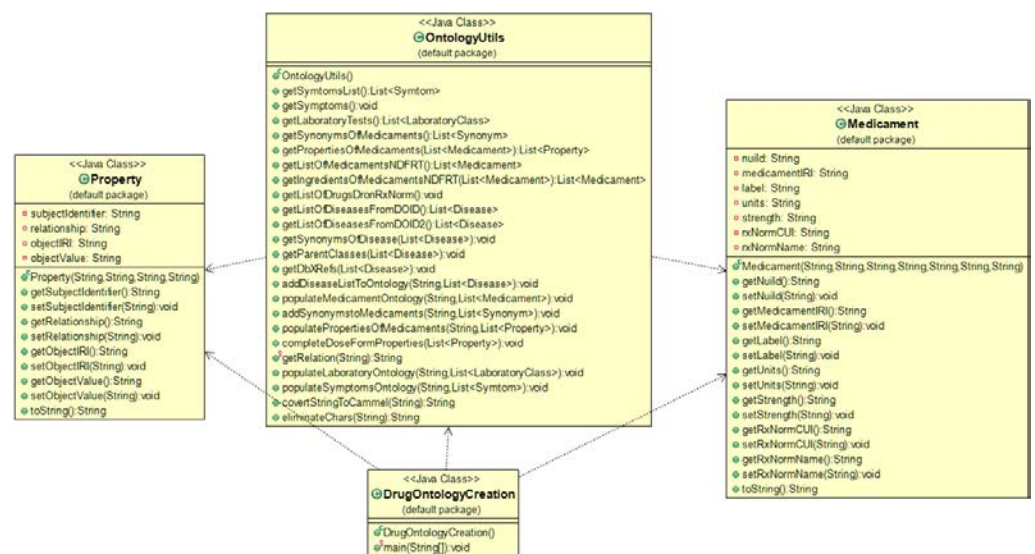 <<Java Class>>
OntologyUtils
(default package)
OntologyUtils()
getSymtomsList():List<Symtom>
getSymptoms():void
getLaboratoryTests():List<LaboratoryClass>
getSynonymsOfMedicaments():List<Synonym>
getPropertiesOfMedicaments(List<Medicament>):List<Property>
getListOfMedicamentsNDFRT():List<Medicament>
getIngredientsOfMedicamentsNDFRT(List<Medicament>):List<Medicament>
getListOfDrugsDronRxNorm():void
getListOfDiseasesFromDOID():List<Disease>
getListOfDiseasesFromDOID2():List<Disease>
getSynonymsOfDisease(List<Disease>):void
getParentClasses(List<Disease>):void
getDbXRefs(List<Disease>):void
addDiseaseListToOntology(String,List<Disease>):void
populateMedicamentOntology(String,List<Medicament>):void
addSynonymstoMedicaments(String,List<Synonym>):void
populatePropertiesOfMedicaments(String,List<Property>):void
completeDoseFormProperties(List<Property>):void
getRelation(String):String
populateLaboratoryOntology(String,List<LaboratoryClass>):void
populateSymptomsOntology(String,List<Symtom>):void
covertStringToCammel(String):String
eliminateChars(String):String
<<Java Class>>
Property
(default package)
subjectIdentifier: String
relationship: String
objectIRI: String
objectValue: String
Property(String,String,String,String)
getSubjectIdentifier():String
setSubjectIdentifier(String):void
getRelationship():String
setRelationship(String):void
getObjectIRI():String
setObjectIRI(String):void
getObjectValue():String
setObjectValue(String):void
toString():String
<<Java Class>>
Medicament
(default package)
nuiId: String
medicamentIRI: String
label: String
units: String
strength: String
rxNormCUI: String
rxNormName: String
Medicament(String,String,String,String,String,String,String)
getNuiId():String
setNuiId(String):void
getMedicamentIRI():String
setMedicamentIRI(String):void
getLabel():String
setLabel(String):void
getUnits():String
setUnits(String):void
getStrength():String
setStrength(String):void
getRxNormCUI():String
setRxNormCUI(String):void
getRxNormName():String
setRxNormName(String):void
toString():String
<<Java Class>>
DrugOntologyCreation
(default package)
DrugOntologyCreation()
main(String[]):void